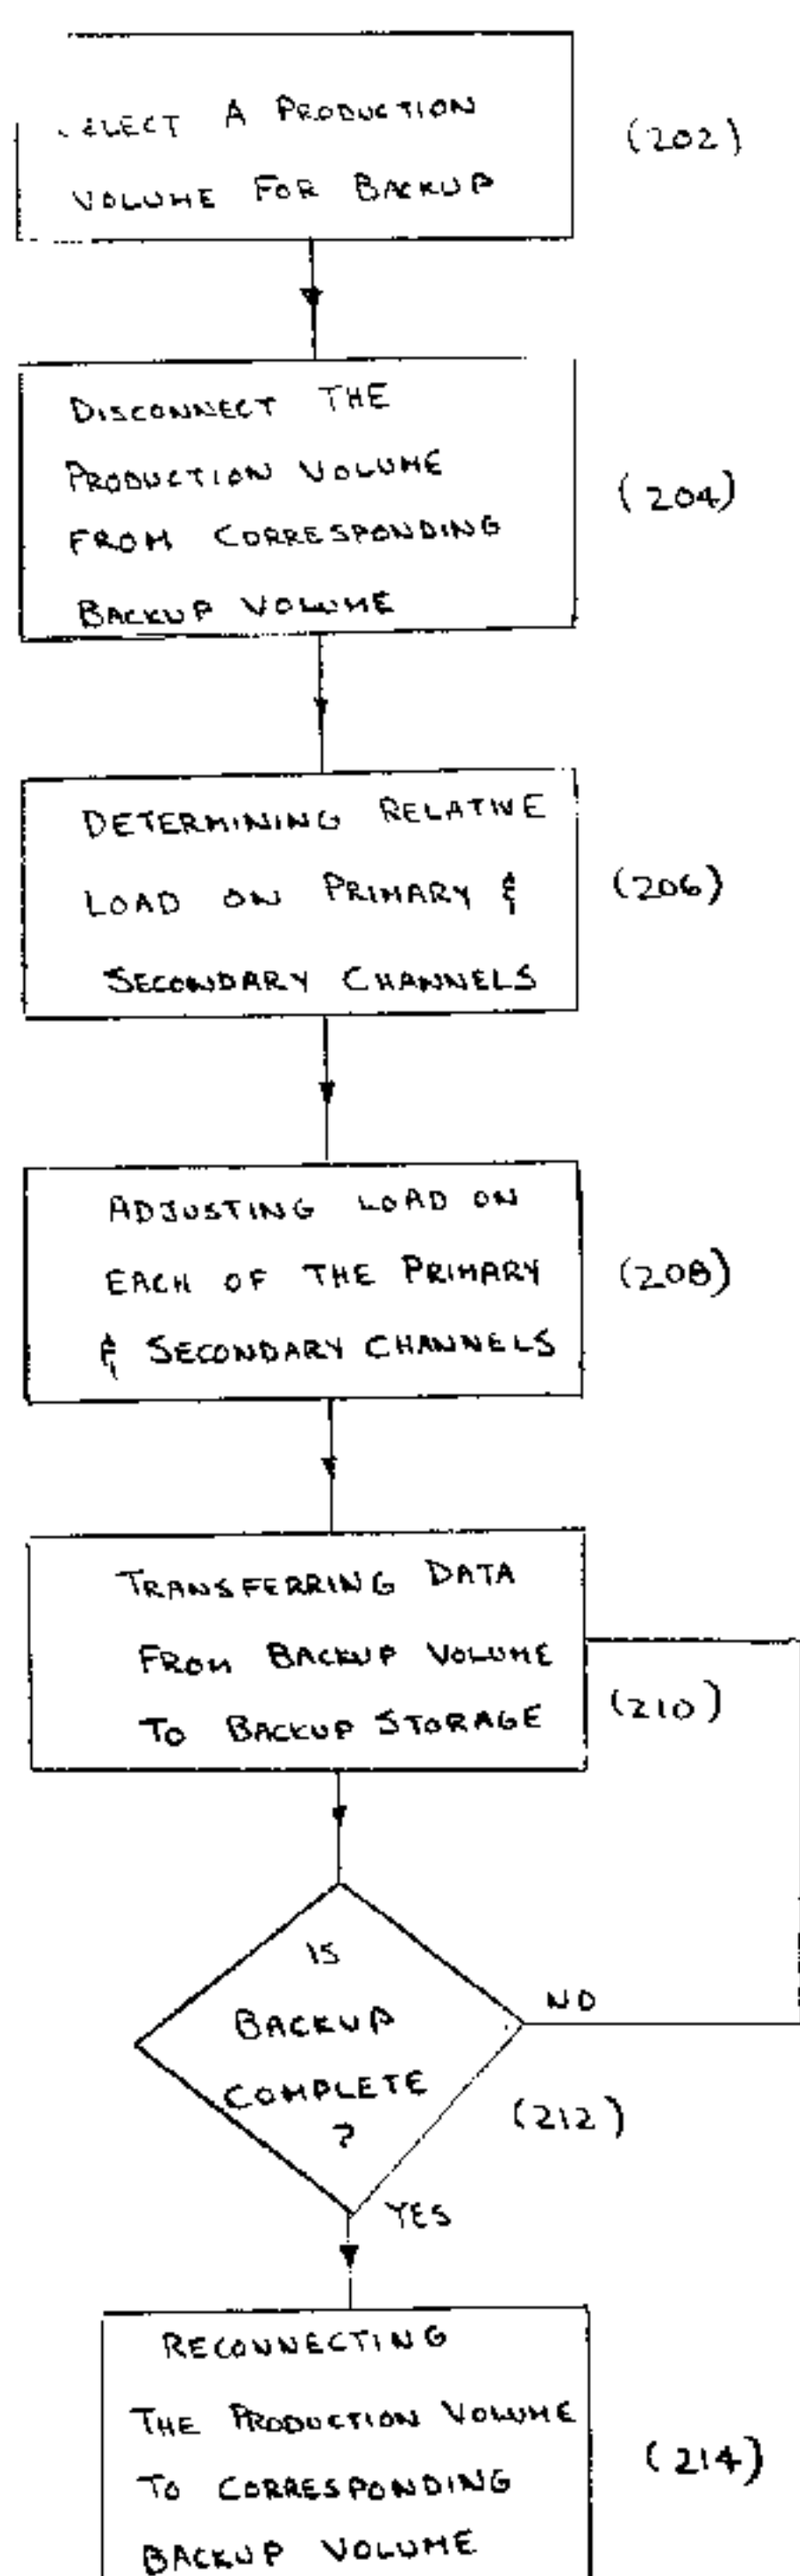 SELECT A PRODUCTION
VOLUME FOR BACKUP
(202)
DISCONNECT THE
PRODUCTION VOLUME
FROM CORRESPONDING
BACKUP VOLUME
(204)
DETERMINING RELATIVE
LOAD ON PRIMARY &
SECONDARY CHANNELS
(206)
ADJUSTING LOAD ON
EACH OF THE PRIMARY
& SECONDARY CHANNELS
(208)
TRANSFERRING DATA
FROM BACKUP VOLUME
TO BACKUP STORAGE
(210)
IS
BACKUP
COMPLETE
?
NO
(212)
YES
RECONNECTING
THE PRODUCTION VOLUME
TO CORRESPONDING
BACKUP VOLUME
(214)